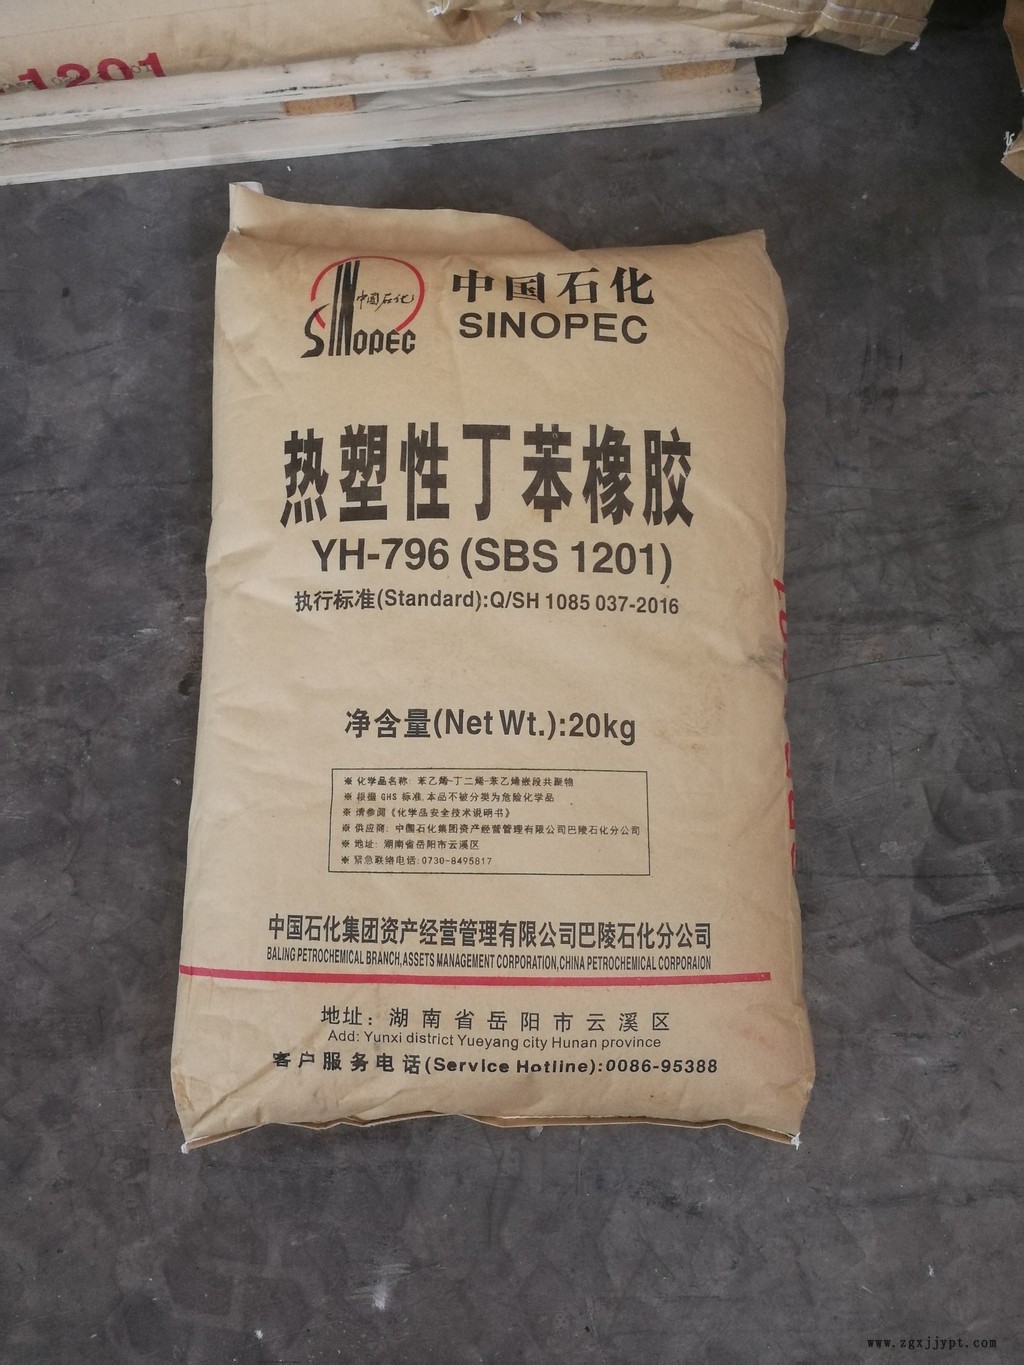 1201
中国石化
SINOPEC
中国石化
SINOPEC
热塑性丁苯橡胶
YH-796 (SBS 1201)
执行标准(Standard):Q/SH 1085 037-2016
净含量(Net Wt.):20kg
※ 化学品名称: 苯乙烯-丁二烯-苯乙烯嵌段共聚物
※ 根据 GHS 标准,本品不被分类为危险化学品
※ 请参阅《化学品安全技术说明书》
※ 供应商: 中国石化集团资产经营管理有限公司巴陵石化分公司
※ 地址: 湖南省岳阳市云溪区
※ 紧急联络电话:0730-8495817
中国石化集团资产经营管理有限公司巴陵石化分公司
BALING PETROCHEMICAL BRANCH,ASSETS MANAGEMENT CORPORATION,CHINA PETROCHEMICAL CORPORAION
地址: 湖南省岳阳市云溪区
Add: Yunxi district Yueyang city Hunan province
客户服务电话(Service Hotline):0086-95388
www.zgxjjypt.com